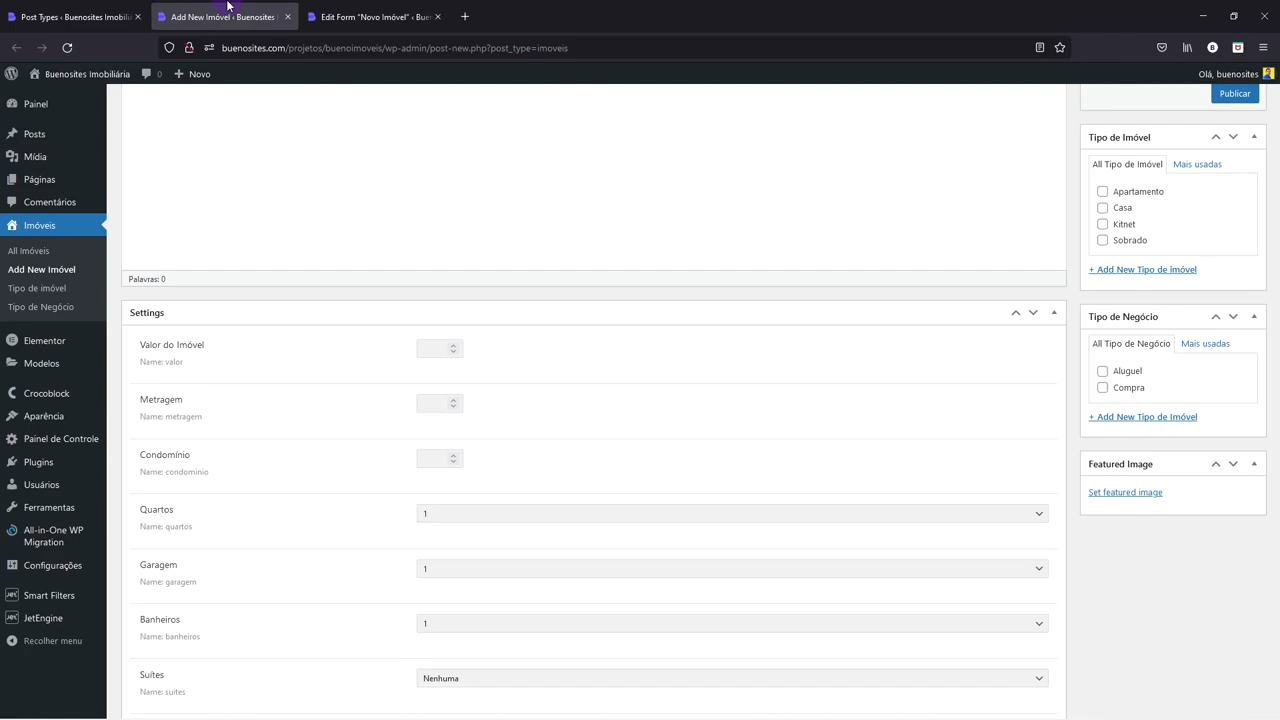 Post Types ‹ Buenosites Imobili
Add New Imóvel ‹ Buenosites
Edit Form "Novo Imóvel" ‹ Buen
buenosites.com/projetos/buenoimoveis/wp-admin/post-new.php?post_type=imoveis
Buenosites Imobiliária
0
Novo
Olá, buenosites
Painel
Posts
Mídia
Páginas
Comentários
Imóveis
All Imóveis
Add New Imóvel
Tipo de imóvel
Tipo de Negócio
Elementor
Modelos
Crocoblock
Aparência
Painel de Controle
Plugins
Usuários
Ferramentas
All-in-One WP
Migration
Configurações
Smart Filters
JetEngine
Recolher menu
Palavras: 0
Settings
Valor do Imóvel
Name: valor
Metragem
Name: metragem
Condomínio
Name: condominio
Quartos
1
Name: quartos
Garagem
1
Name: garagem
Banheiros
1
Name: banheiros
Suítes
Nenhuma
Name: suites
Publicar
Tipo de Imóvel
All Tipo de Imóvel
Mais usadas
Apartamento
Casa
Kitnet
Sobrado
+ Add New Tipo de imóvel
Tipo de Negócio
All Tipo de Negócio
Mais usadas
Aluguel
Compra
+ Add New Tipo de Imóvel
Featured Image
Set featured image